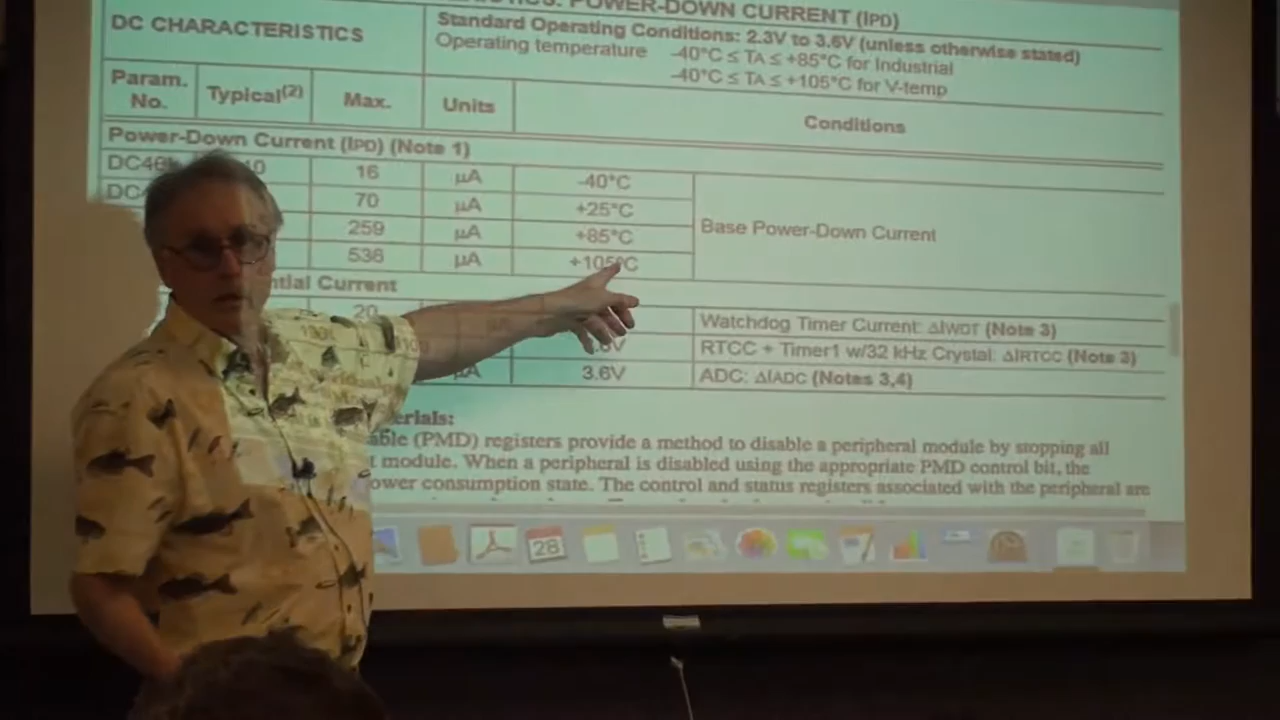 POWER-DOWN CURRENT (IPD)
DC CHARACTERISTICS
Standard Operating Conditions: 2.3V to 3.6V (unless otherwise stated)
Operating temperature -40°C ≤ TA ≤ +85°C for Industrial
-40°C ≤ TA ≤ +105°C for V-temp
Param. No. Typical(2) Max. Units Conditions
Power-Down Current (IPD) (Note 1)
16 µA -40°C
70 µA +25°C
259 µA +85°C
536 µA +105°C
Base Power-Down Current
Current
20 Watchdog Timer Current: ΔIWDT (Note 3)
RTCC + Timer1 w/32 kHz Crystal: ΔIRTCC (Note 3)
µA 3.6V ADC: ΔIADC (Notes 3,4)
(PMD) registers provide a method to disable a peripheral module by stopping all
module. When a peripheral is disabled using the appropriate PMD control bit, the
consumption state. The control and status registers associated with the peripheral are
28